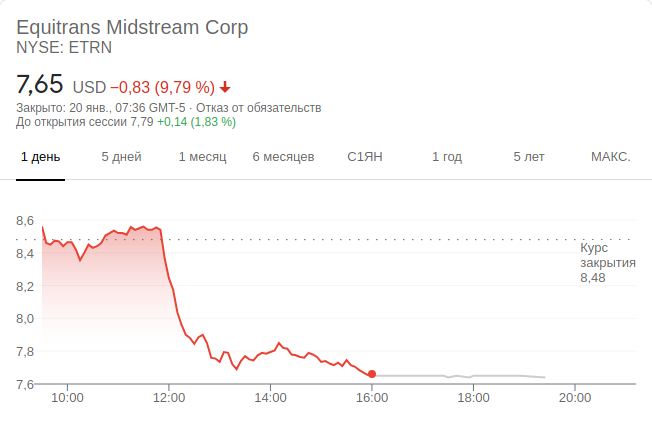 Equitrans Midstream Corp
NYSE: ETRN
7,65 USD −0,83 (9,79 %)
Закрыто: 20 янв., 07:36 GMT-5 · Отказ от обязательств
До открытия сессии 7,79 +0,14 (1,83 %)
1 день 5 дней 1 месяц 6 месяцев С1ЯН 1 год 5 лет МАКС.
8,6
8,4
8,2
8,0
7,8
7,6
Курс
закрытия
8,48
10:00 12:00 14:00 16:00 18:00 20:00